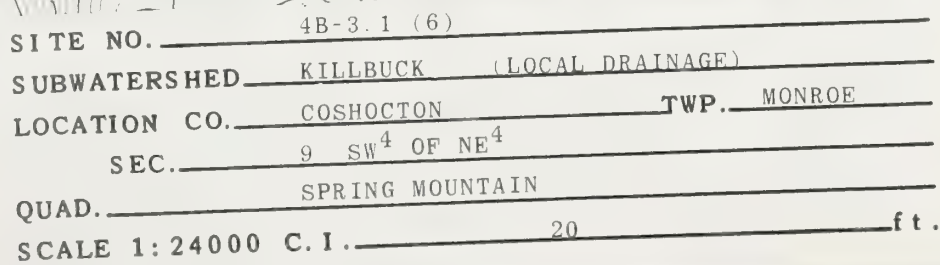 SITE NO. 4B-3.1 (6)
SUBWATERSHED KILLBUCK (LOCAL DRAINAGE)
LOCATION CO. COSHOCTON TWP. MONROE
SEC. 9 SW⁴ OF NE⁴
QUAD. SPRING MOUNTAIN
SCALE 1:24000 C.I. 20 ft.